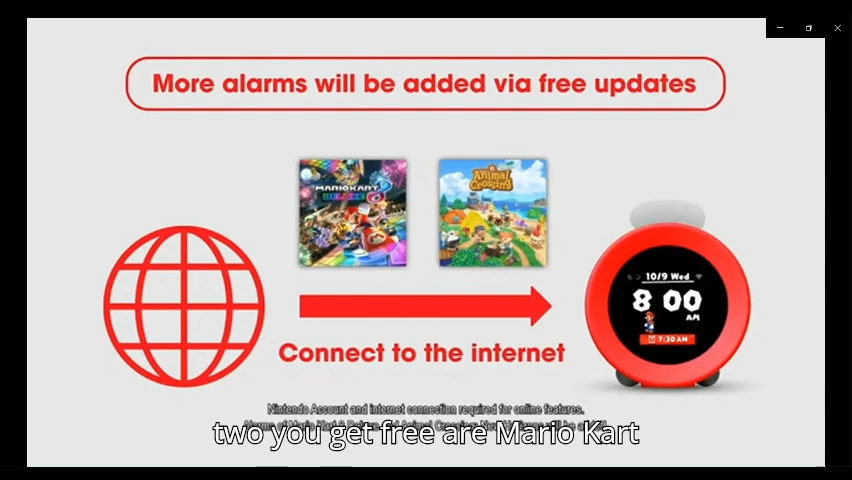 More alarms will be added via free updates
MARIOKART 8
DELUXE
Animal
Crossing
10/9 Wed
8 00
AM
7:30 AM
Connect to the internet
Nintendo Account and internet connection required for online features.
two you get free are Mario Kart